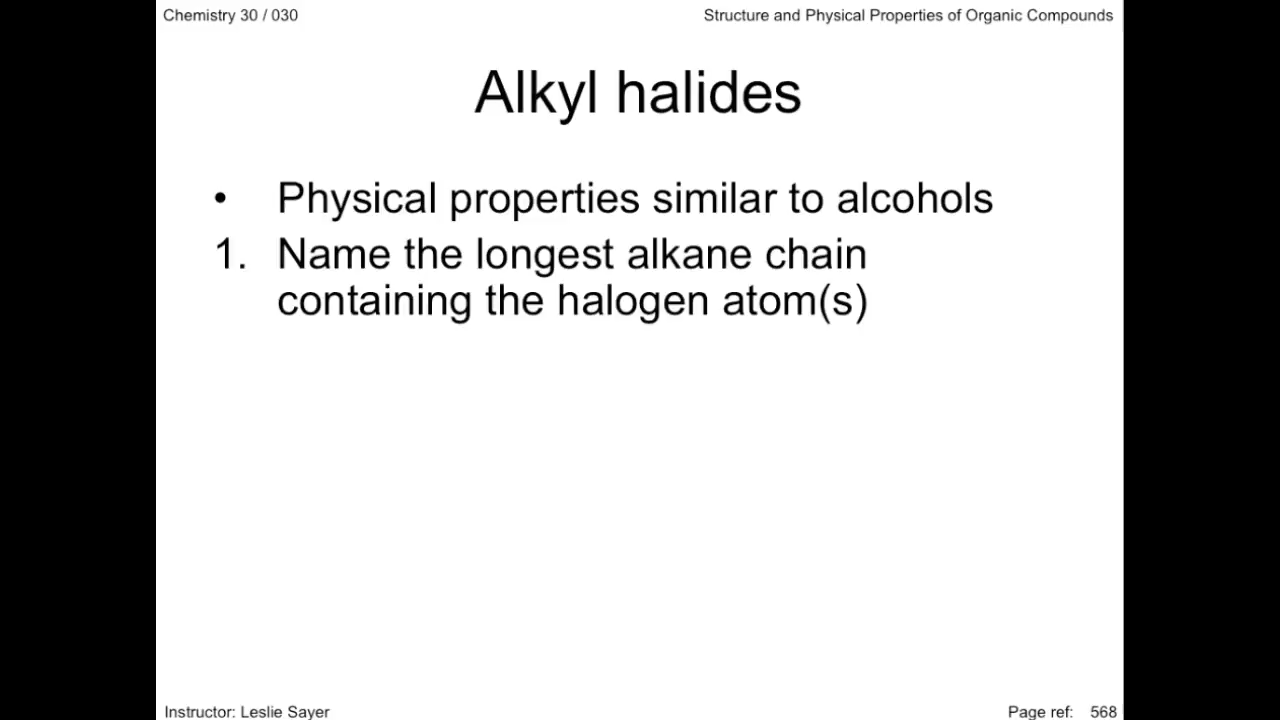 Chemistry 30 / 030
Structure and Physical Properties of Organic Compounds
Alkyl halides
• Physical properties similar to alcohols
1. Name the longest alkane chain
containing the halogen atom(s)
Instructor: Leslie Sayer
Page ref: 568